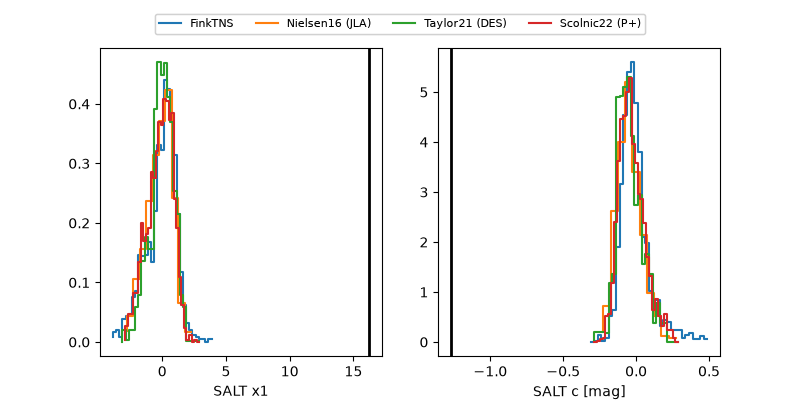 FinkTNS Nielsen16 (JLA) Taylor21 (DES) Scolnic22 (P+)
0.4
0.3
0.2
0.1
0.0
0 5 10 15
SALT x1
5
4
3
2
1
0
−1.0 −0.5 0.0 0.5
SALT c [mag]